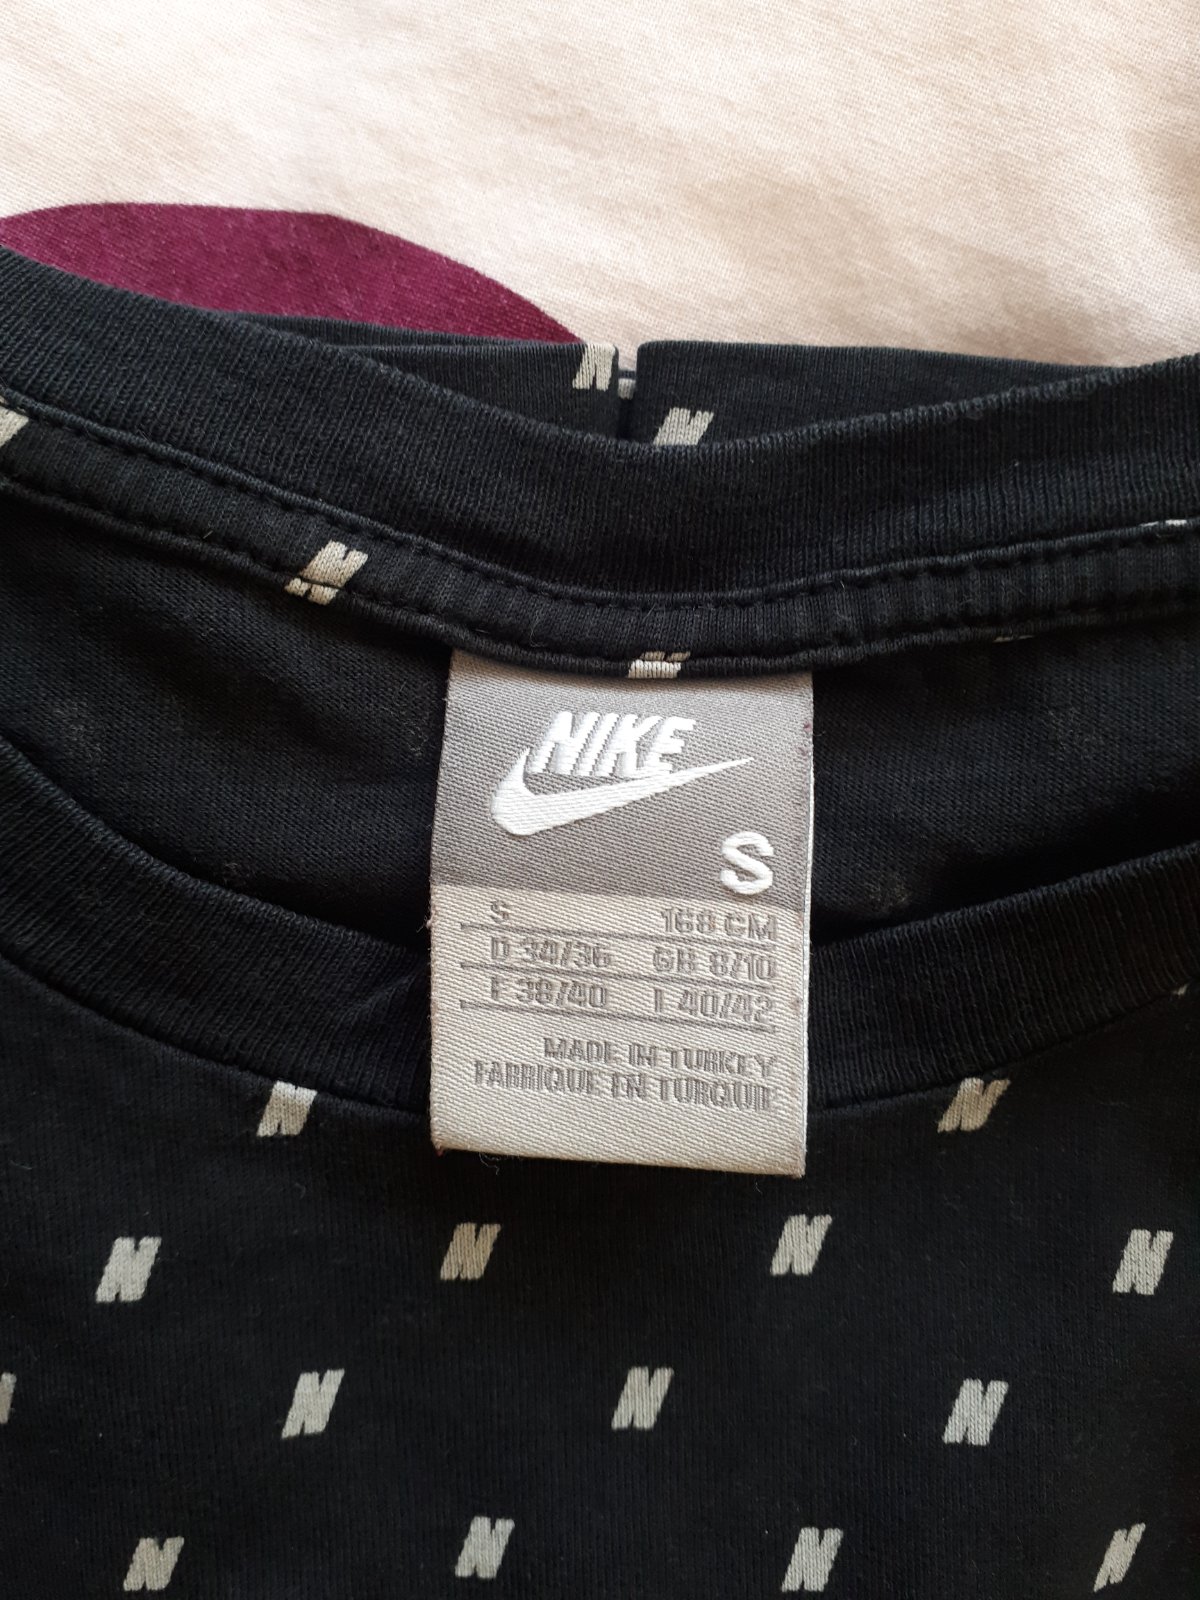 N
N
N
N
NIKE
S
S 168 CM
D 34/36 GB 8/10
F 38/40 I 40/42
MADE IN TURKEY
FABRIQUE EN TURQUIE
N N
N N N N
N N N
N N N N